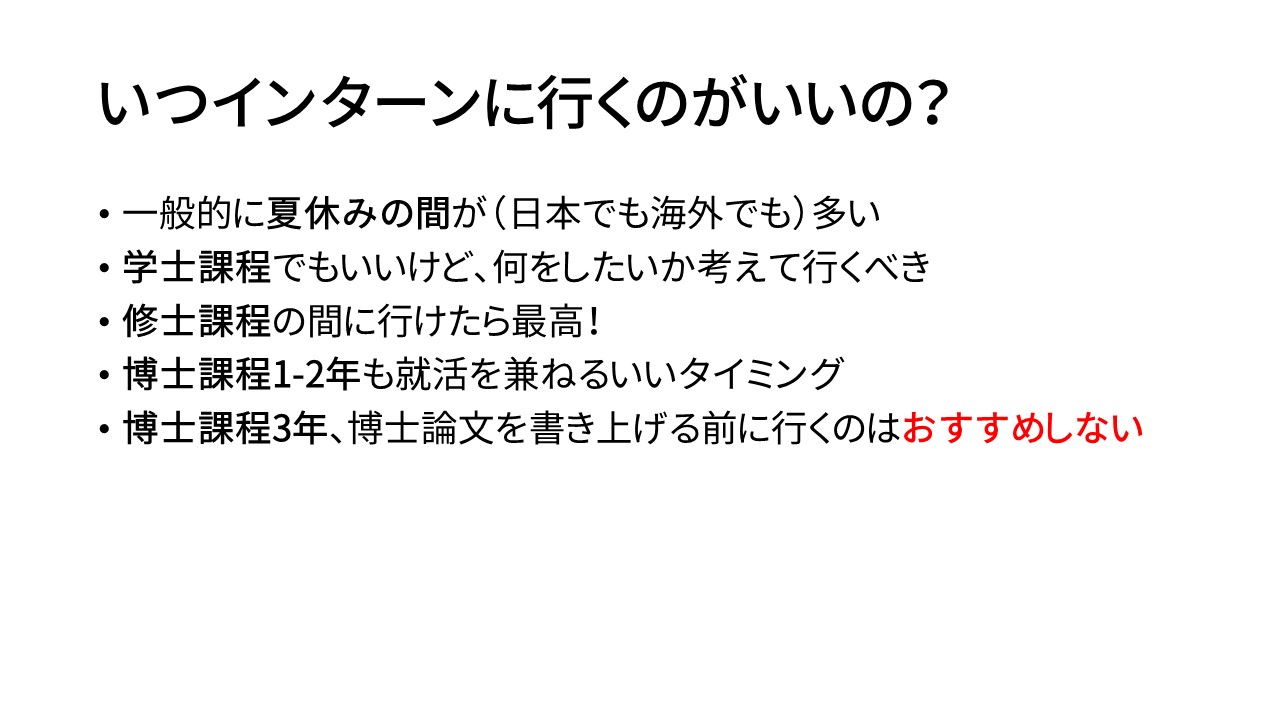 いつインターンに行くのがいいの？
• 一般的に夏休みの間が（日本でも海外でも）多い
• 学士課程でもいいけど、何をしたいか考えて行くべき
• 修士課程の間に行けたら最高！
• 博士課程1-2年も就活を兼ねるいいタイミング
• 博士課程3年、博士論文を書き上げる前に行くのはおすすめしない